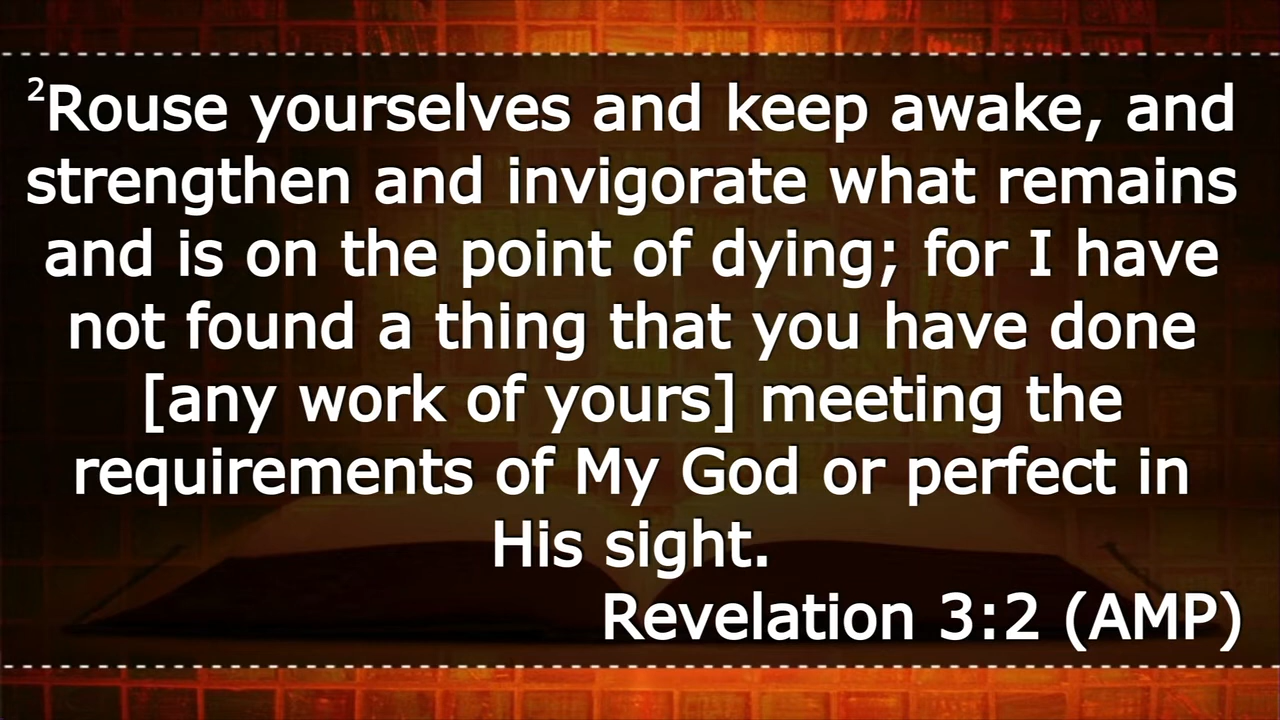 ²Rouse yourselves and keep awake, and
strengthen and invigorate what remains
and is on the point of dying; for I have
not found a thing that you have done
[any work of yours] meeting the
requirements of My God or perfect in
His sight.
Revelation 3:2 (AMP)